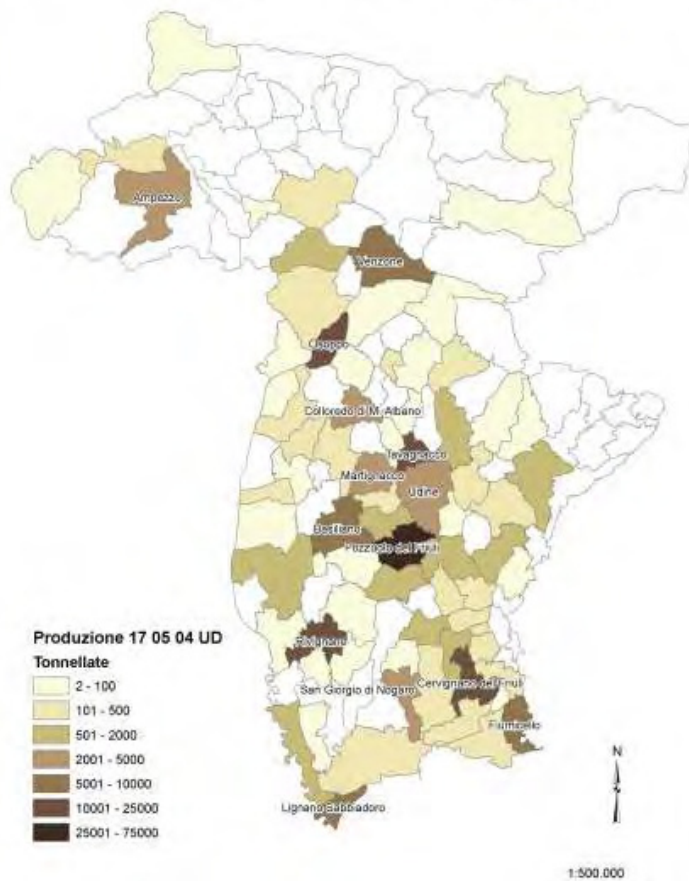 Ampezzo
Venzone
Osoppo
Colloredo di M. Albano
Tavagnacco
Martignacco
Udine
Basiliano
Pozzuolo del Friuli
Rivignano
San Giorgio di Nogaro
Cervignano del Friuli
Fiumicello
Lignano Sabbiadoro
Produzione 17 05 04 UD
Tonnellate
2 - 100
101 - 500
501 - 2000
2001 - 5000
5001 - 10000
10001 - 25000
25001 - 75000
N
1:500.000